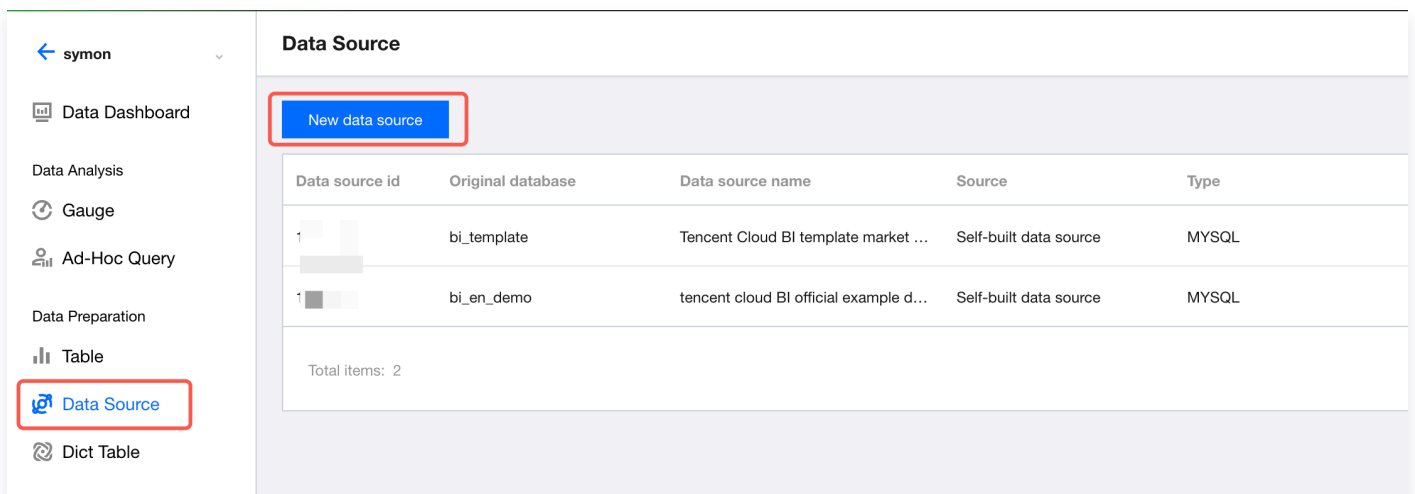 symon
Data Dashboard
Data Analysis
Gauge
Ad-Hoc Query
Data Preparation
Table
Data Source
Dict Table
Data Source
New data source
Data source id Original database Data source name Source Type
bi_template Tencent Cloud BI template market ... Self-built data source MYSQL
bi_en_demo tencent cloud BI official example d... Self-built data source MYSQL
Total items: 2